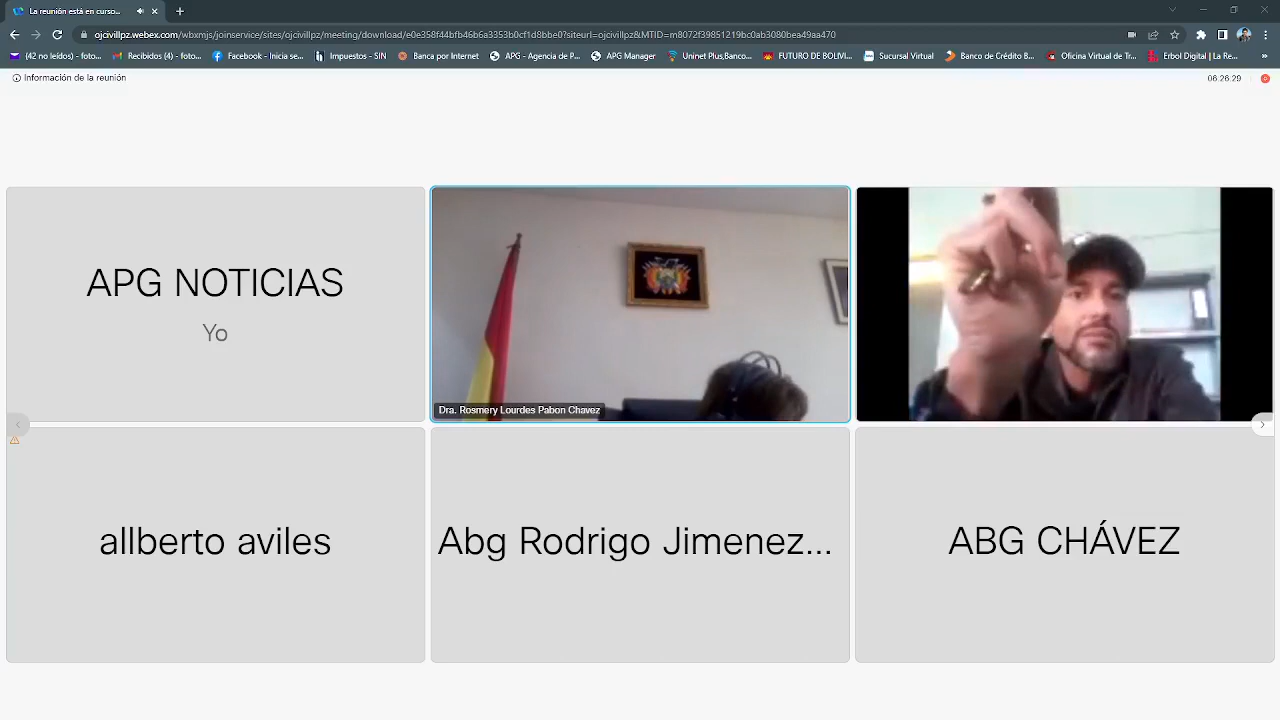 La reunión está en curso...
ojcivillpz.webex.com/wbxmjs/joinservice/sites/ojcivillpz/meeting/download/e0e358f44bfb46b6a3353b0cf1d9bbe0?siteurl=ojcivillpz&MTID=m8072f39851219bc0ab3080bea49aa470
(42 no leído) - foto...
Recibidos (4) - foto...
Facebook - Inicia se...
Impuestos - SIN
Banca por Internet
APG - Agencia de P...
APG Manager
Uninet Plus,Banco...
FUTURO DE BOLIVI...
Sucursal Virtual
Banco de Crédito B...
Oficina Virtual de Tr...
Erbol Digital | La Re...
»
Información de la reunión
06:26:29
APG NOTICIAS
Yo
Dra. Rosmery Lourdes Pabon Chavez
allberto aviles
Abg Rodrigo Jimenez...
ABG CHÁVEZ